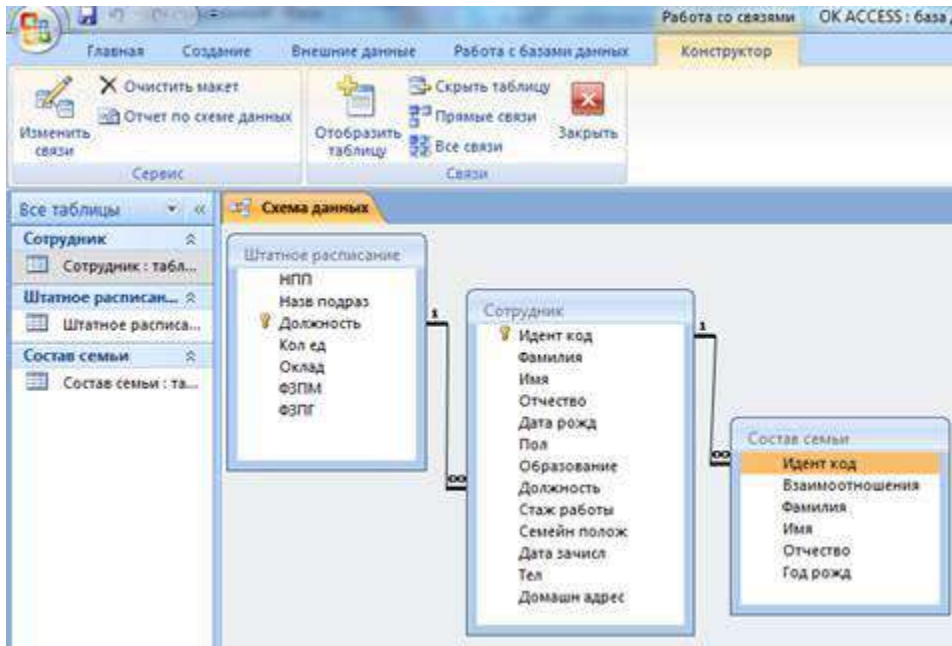 Работа со связями
OK ACCESS : база
Главная
Создание
Внешние данные
Работа с базами данных
Конструктор
Изменить связи
Очистить макет
Отчет по схеме данных
Сервис
Отобразить таблицу
Скрыть таблицу
Прямые связи
Все связи
Закрыть
Связи
Все таблицы
Сотрудник
Сотрудник : табл...
Штатное расписан...
Штатное расписа...
Состав семьи
Состав семьи : та...
Схема данных
Штатное расписание
НПП
Назв подраз
Должность
Кол ед
Оклад
ФЗПМ
ФЗПГ
1
∞
Сотрудник
Идент код
Фамилия
Имя
Отчество
Дата рожд
Пол
Образование
Должность
Стаж работы
Семейн полож
Дата зачисл
Тел
Домашн адрес
1
∞
Состав семьи
Идент код
Взаимоотношения
Фамилия
Имя
Отчество
Год рожд